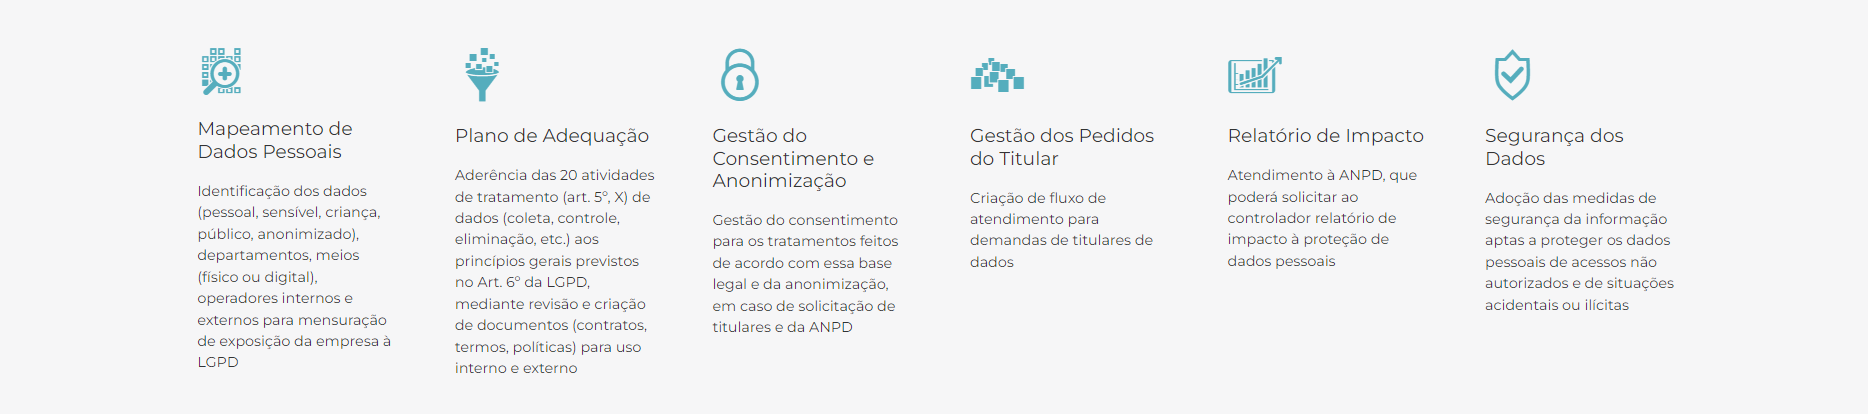 Mapeamento de
Dados Pessoais
Identificação dos dados
(pessoal, sensível, criança,
público, anonimizado),
departamentos, meios
(físico ou digital),
operadores internos e
externos para mensuração
de exposição da empresa à
LGPD
Plano de Adequação
Aderência das 20 atividades
de tratamento (art. 5º, X) de
dados (coleta, controle,
eliminação, etc.) aos
princípios gerais previstos
no Art. 6º da LGPD,
mediante revisão e criação
de documentos (contratos,
termos, políticas) para uso
interno e externo
Gestão do
Consentimento e
Anonimização
Gestão do consentimento
para os tratamentos feitos
de acordo com essa base
legal e da anonimização,
em caso de solicitação de
titulares e da ANPD
Gestão dos Pedidos
do Titular
Criação de fluxo de
atendimento para
demandas de titulares de
dados
Relatório de Impacto
Atendimento à ANPD, que
poderá solicitar ao
controlador relatório de
impacto à proteção de
dados pessoais
Segurança dos
Dados
Adoção das medidas de
segurança da informação
aptas a proteger os dados
pessoais de acessos não
autorizados e de situações
acidentais ou ilícitas